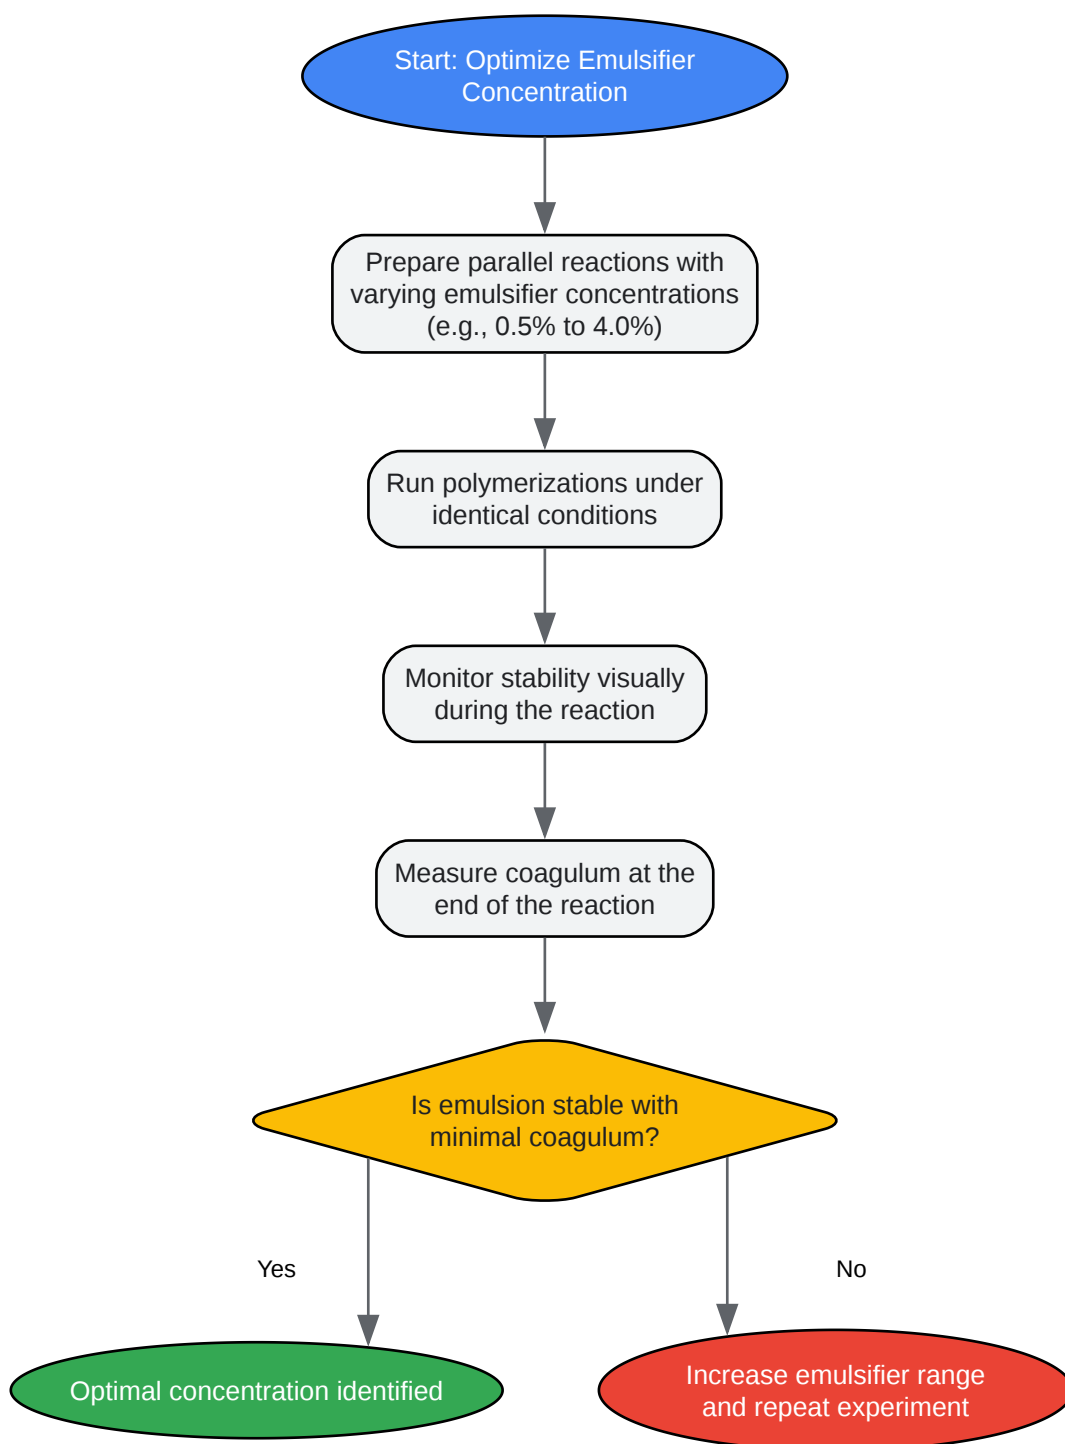 Start: Optimize Emulsifier
Concentration
Prepare parallel reactions with
varying emulsifier concentrations
(e.g., 0.5% to 4.0%)
Run polymerizations under
identical conditions
Monitor stability visually
during the reaction
Measure coagulum at the
end of the reaction
Is emulsion stable with
minimal coagulum?
Yes
No
Optimal concentration identified
Increase emulsifier range
and repeat experiment